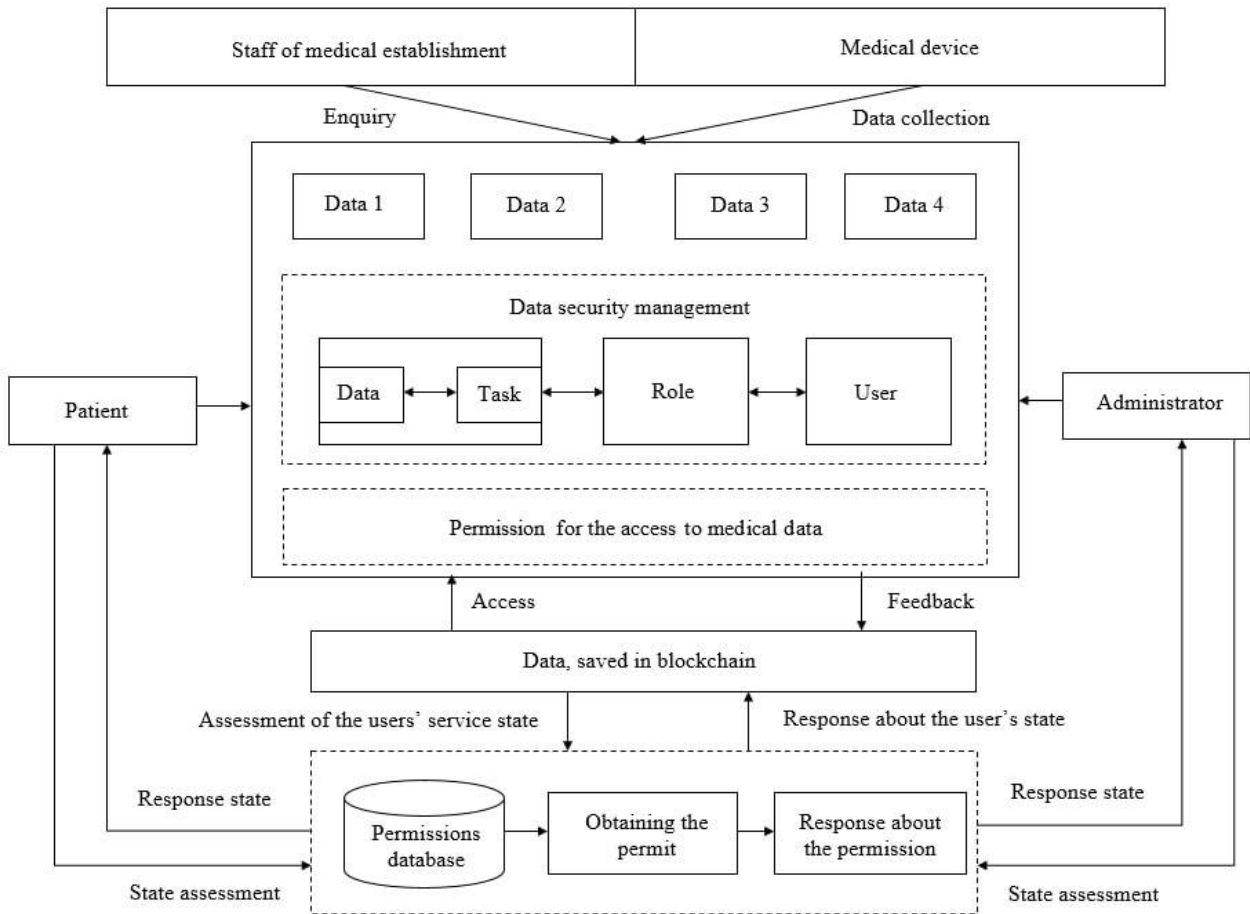 Staff of medical establishment
Medical device
Enquiry
Data collection
Data 1
Data 2
Data 3
Data 4
Data security management
Data
Task
Role
User
Patient
Administrator
Permission for the access to medical data
Access
Feedback
Data, saved in blockchain
Assessment of the users’ service state
Response about the user’s state
Response state
Response state
Permissions
database
Obtaining the
permit
Response about
the permission
State assessment
State assessment